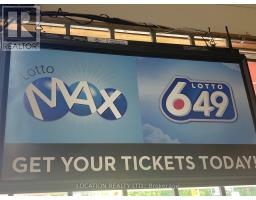 REALTOR
Lotto
MAX
LOTTO
649
LOCATION REALTY LTD., Brokerage
GET YOUR TICKETS TODAY!